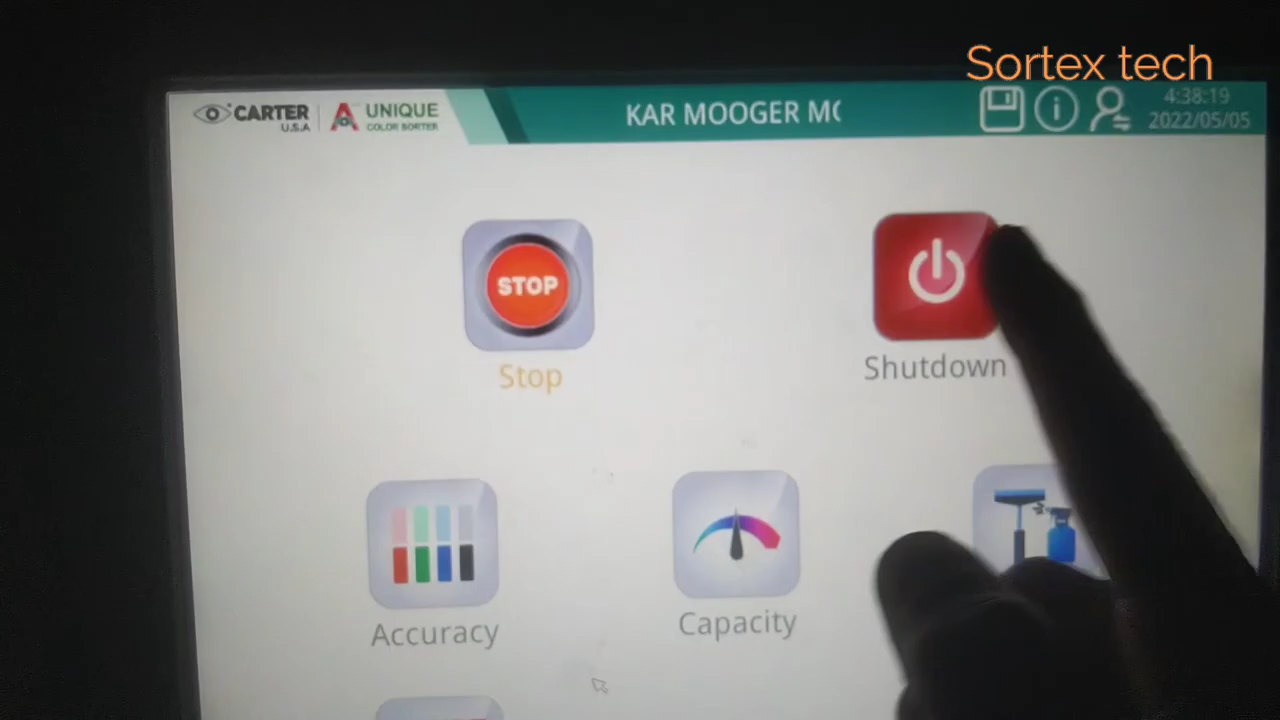 Sortex tech
CARTER
U.S.A
UNIQUE
COLOR SORTER
KAR MOOGER MO
4:38:19
2022/05/05
STOP
Stop
Shutdown
Accuracy
Capacity